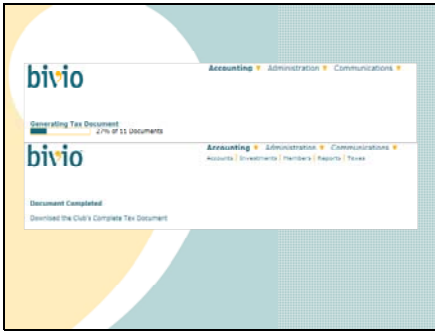 bivio
Accounting Administration Communications
Generating Tax Document
27% of 11 Documents
bivio
Accounting Administration Communications
Accounts | Investments | Members | Reports | Taxes
Document Completed
Download the Club's Complete Tax Document